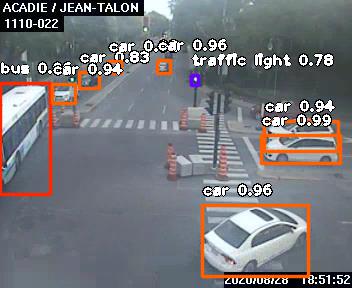 ACADIE / JEAN-TALON
1110-022
car 0.96
car 0.83
traffic light 0.78
bus 0.
car 0.94
car 0.94
car 0.99
car 0.96
2020/08/28 18:51:52